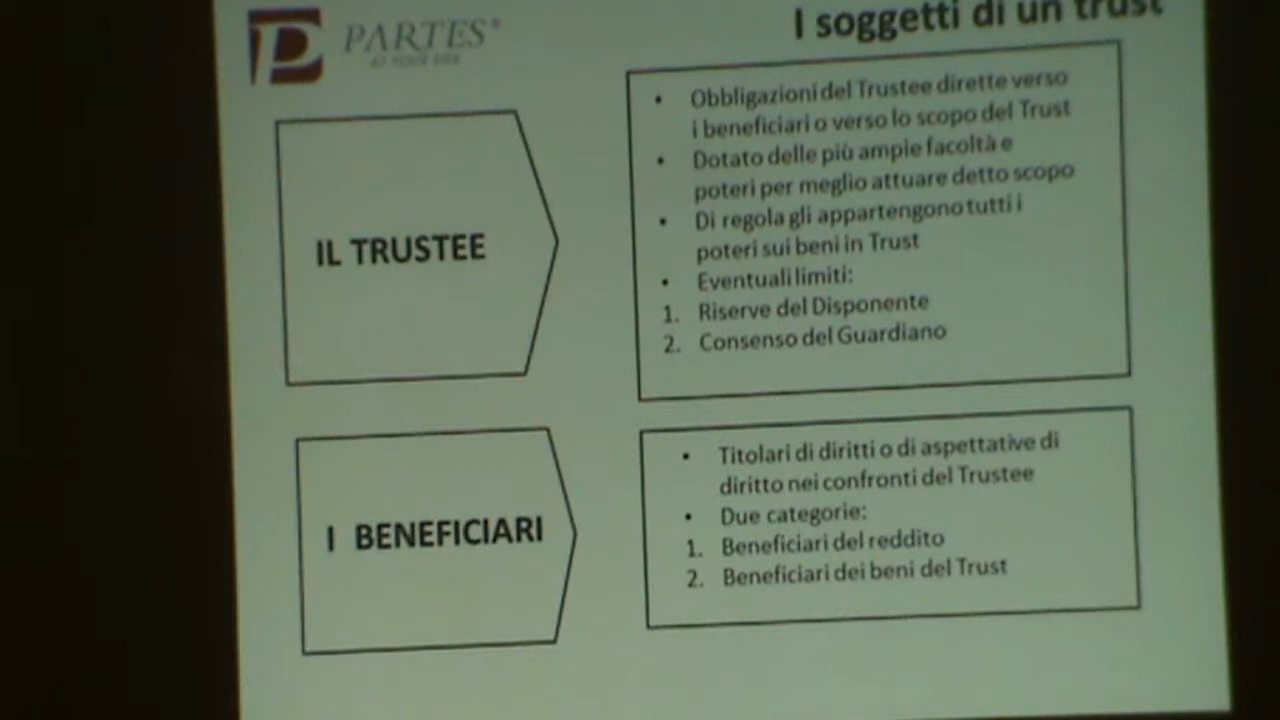 PARTES®
AT YOUR SIDE
I soggetti di un trust
IL TRUSTEE
• Obbligazioni del Trustee dirette verso
i beneficiari o verso lo scopo del Trust
• Dotato delle più ampie facoltà e
poteri per meglio attuare detto scopo
• Di regola gli appartengono tutti i
poteri sui beni in Trust
• Eventuali limiti:
1. Riserve del Disponente
2. Consenso del Guardiano
I BENEFICIARI
• Titolari di diritti o di aspettative di
diritto nei confronti del Trustee
• Due categorie:
1. Beneficiari del reddito
2. Beneficiari dei beni del Trust